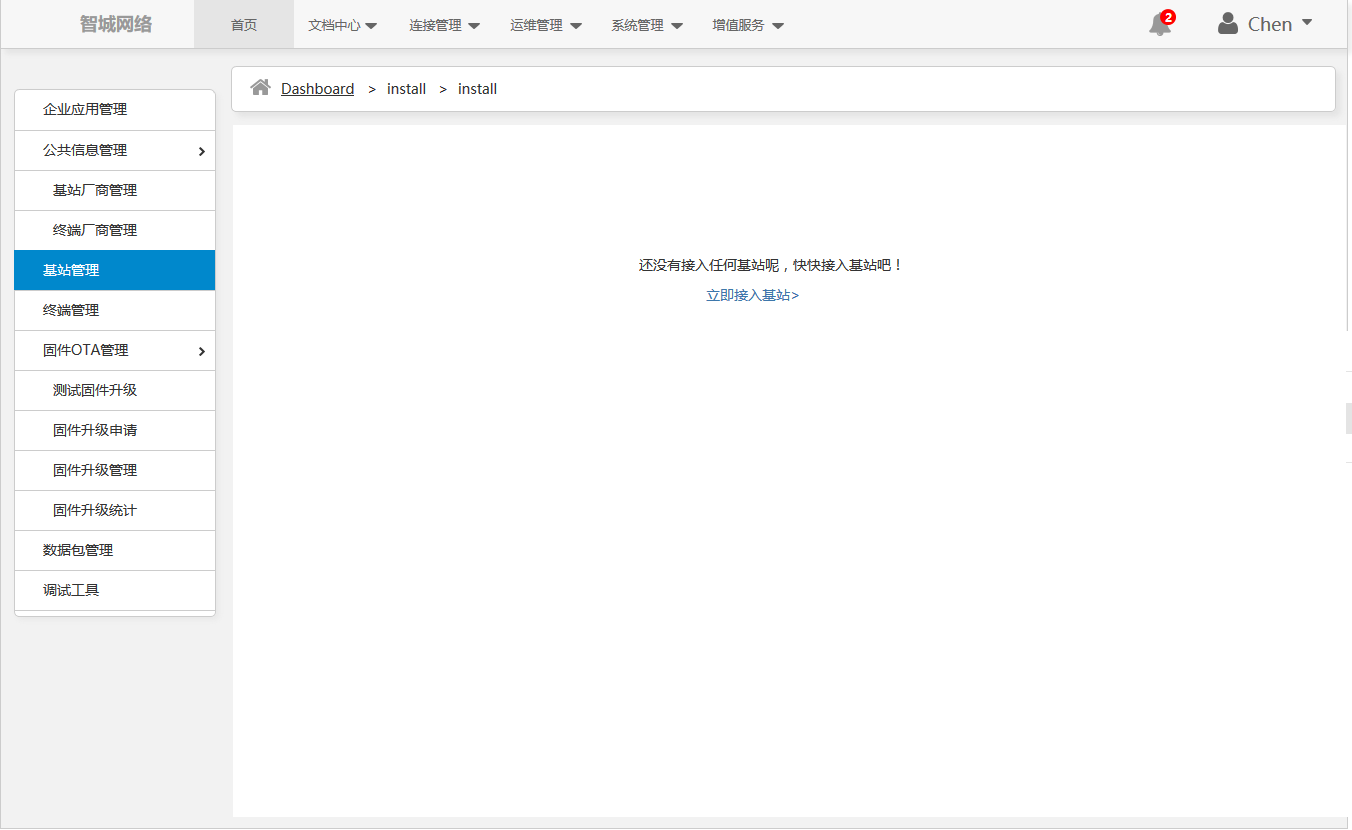 智城网络 首页 文档中心 连接管理 运维管理 系统管理 增值服务 2 Chen
Dashboard > install > install
企业应用管理
公共信息管理
基站厂商管理
终端厂商管理
基站管理
终端管理
固件OTA管理
测试固件升级
固件升级申请
固件升级管理
固件升级统计
数据包管理
调试工具
还没有接入任何基站呢，快快接入基站吧！
立即接入基站>